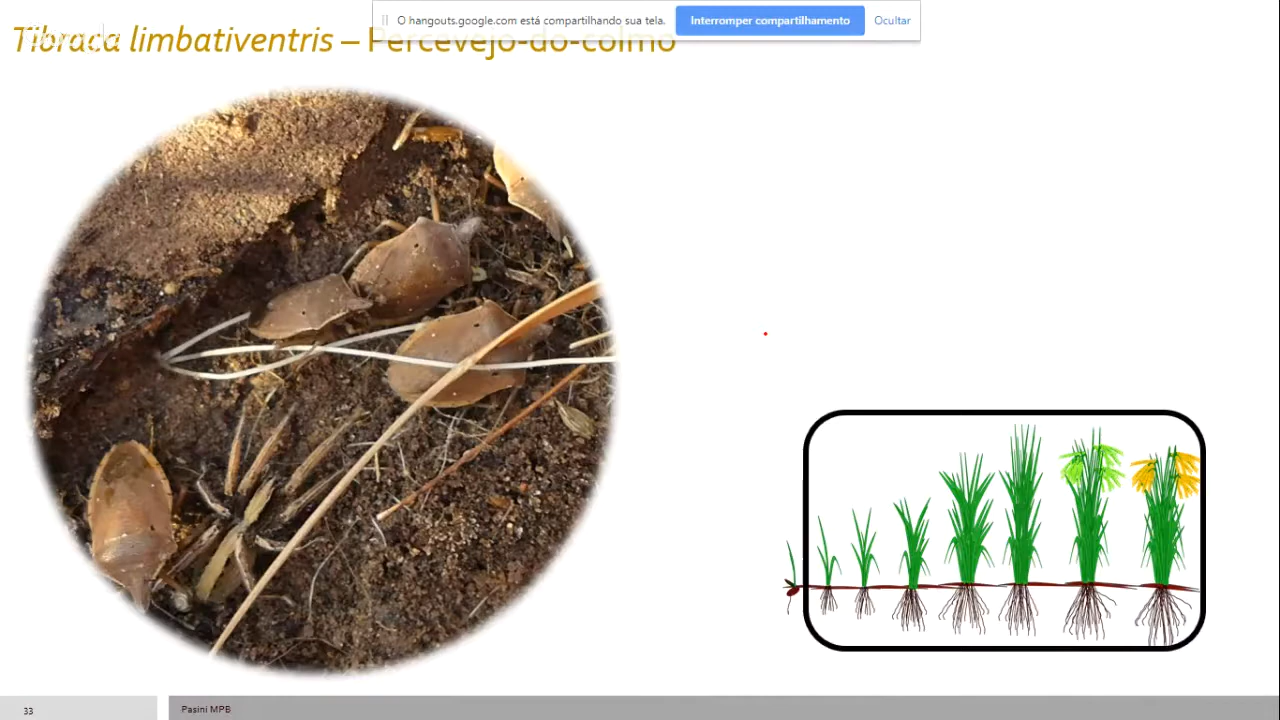 O hangouts.google.com está compartilhando sua tela.
Interromper compartilhamento
Ocultar
Tibraca limbativentris – Percevejo-do-colmo
33
Pasini MPB